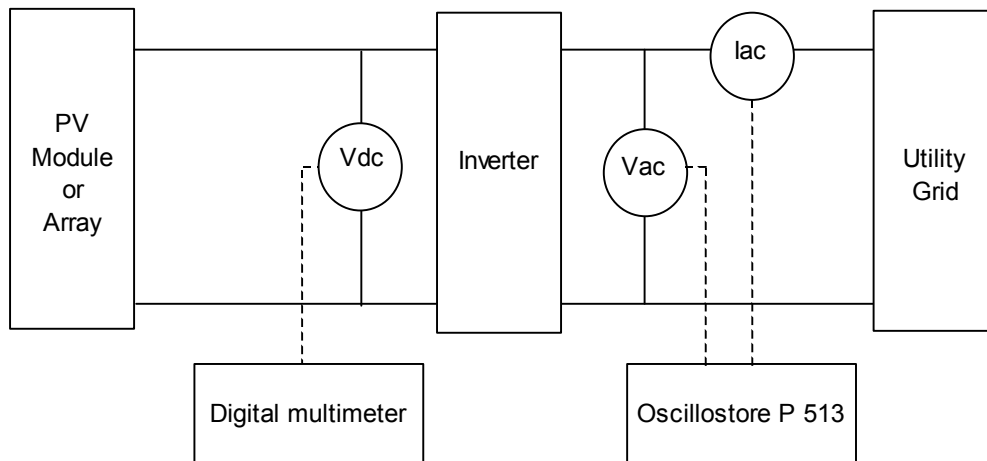 PV
Module
or
Array
Vdc
Inverter
Vac
Iac
Utility
Grid
Digital multimeter
Oscillostore P 513